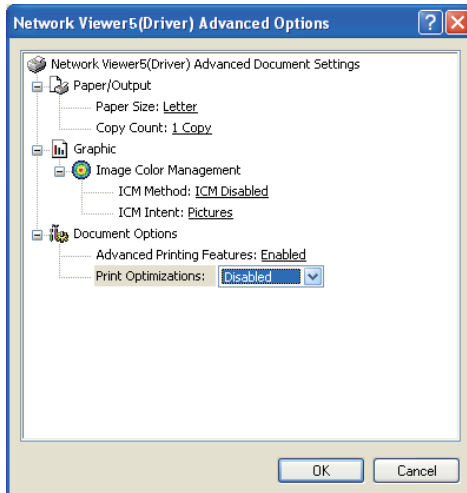 Network Viewer5(Driver) Advanced Options
Network Viewer5(Driver) Advanced Document Settings
Paper/Output
Paper Size: Letter
Copy Count: 1 Copy
Graphic
Image Color Management
ICM Method: ICM Disabled
ICM Intent: Pictures
Document Options
Advanced Printing Features: Enabled
Print Optimizations: Disabled
OK Cancel